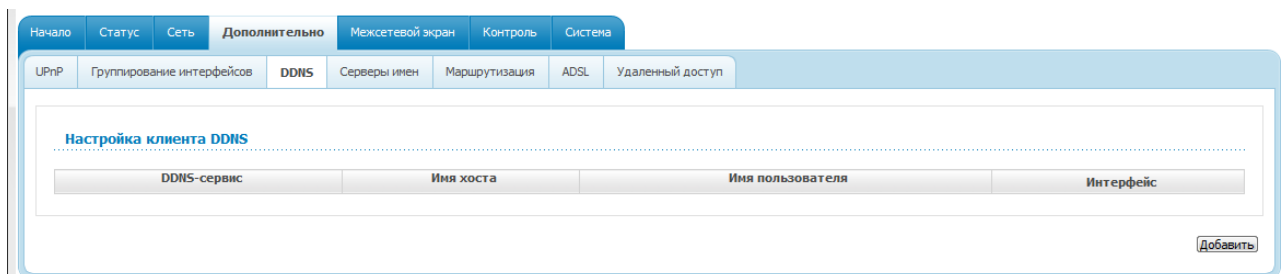 Начало Статус Сеть Дополнительно Межсетевой экран Контроль Система
UPnP Группирование интерфейсов DDNS Серверы имен Маршрутизация ADSL Удаленный доступ
Настройка клиента DDNS
DDNS-сервис Имя хоста Имя пользователя Интерфейс
Добавить